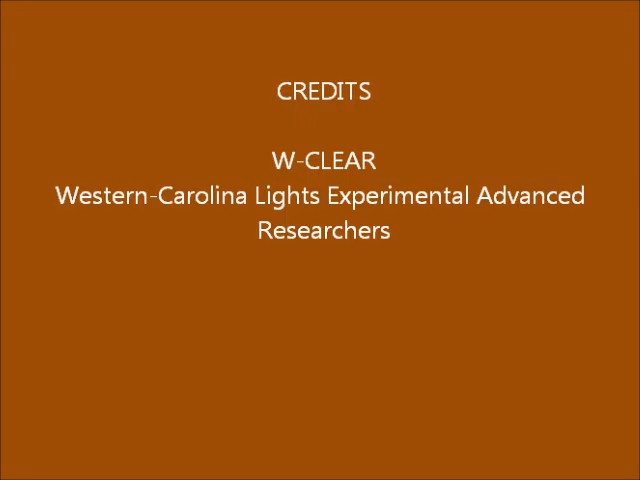 CREDITS
W-CLEAR
Western-Carolina Lights Experimental Advanced
Researchers